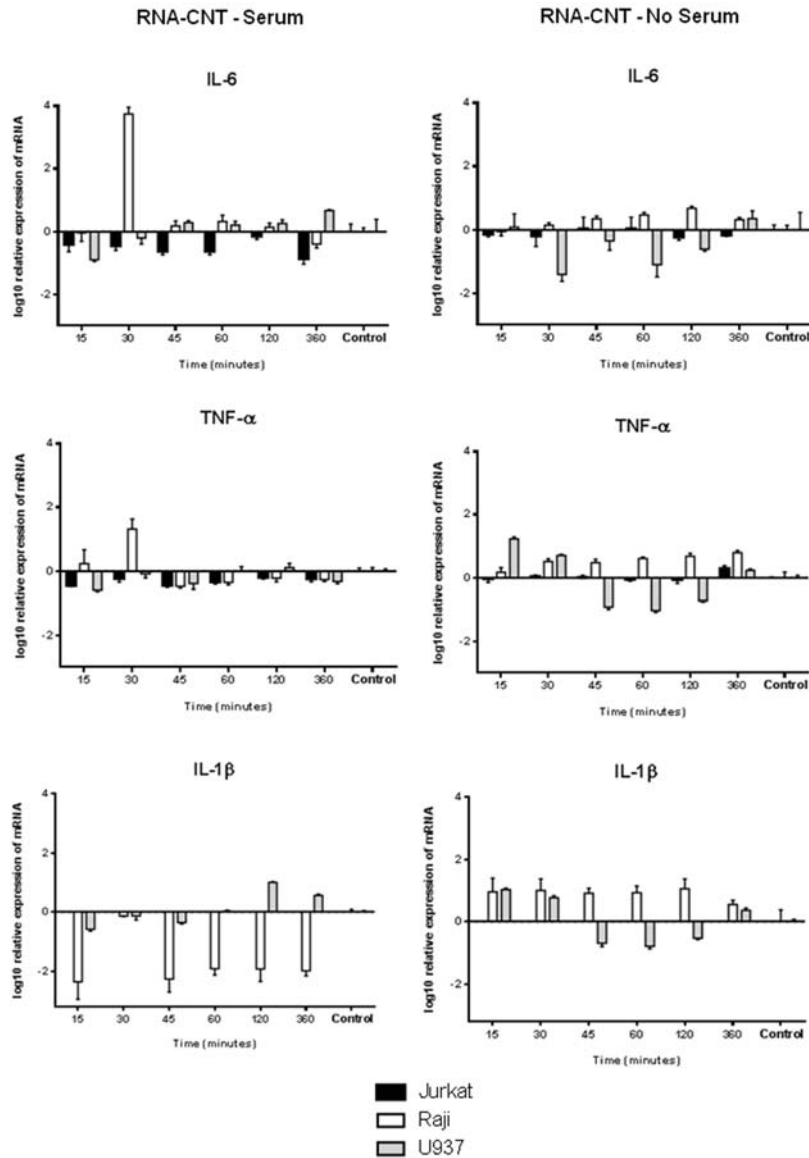 RNA-CNT - Serum
RNA-CNT - No Serum
IL-6
log10 relative expression of mRNA
4
2
0
-2
15 30 45 60 120 360 Control
Time (minutes)
IL-6
log10 relative expression of mRNA
4
2
0
-2
15 30 45 60 120 360 Control
Time (minutes)
TNF-α
log10 relative expression of mRNA
4
2
0
-2
15 30 45 60 120 360 Control
Time (minutes)
TNF-α
log10 relative expression of mRNA
4
2
0
-2
15 30 45 60 120 360 Control
Time (minutes)
IL-1β
log10 relative expression of mRNA
4
2
0
-2
15 30 45 60 120 360 Control
Time (minutes)
IL-1β
log10 relative expression of mRNA
4
2
0
-2
15 30 45 60 120 360 Control
Time (minutes)
Jurkat
Raji
U937